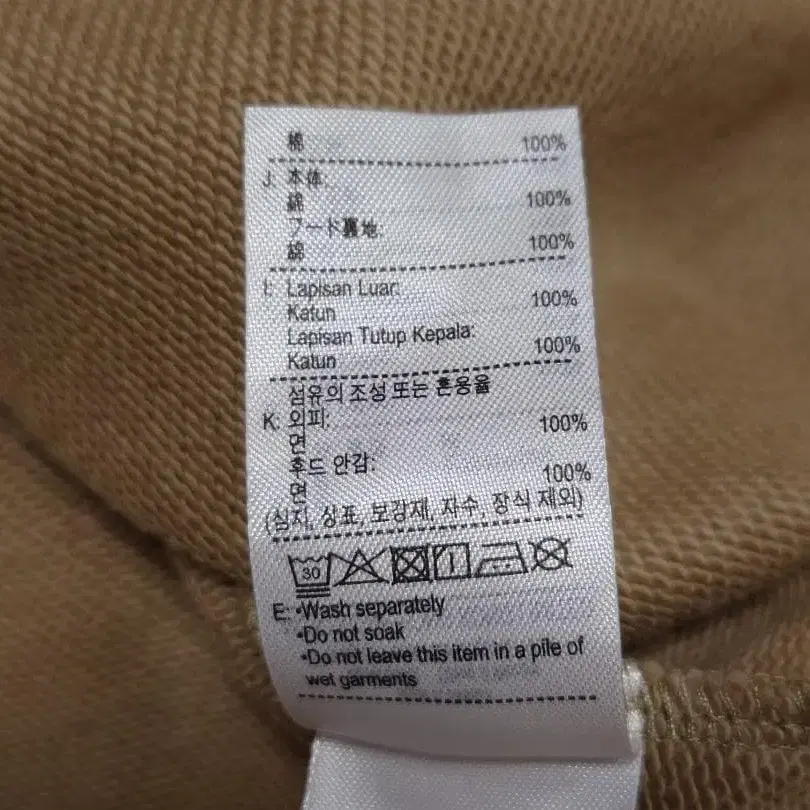 棉 100%
J: 本体:
綿 100%
フード裏地:
綿 100%
I: Lapisan Luar:
Katun 100%
Lapisan Tutup Kepala:
Katun 100%
섬유의 조성 또는 혼용율
K: 외피:
면 100%
후드 안감:
면 100%
(심지, 상표, 보강재, 자수, 장식 제외)
30
E: •Wash separately
•Do not soak
•Do not leave this item in a pile of
wet garments